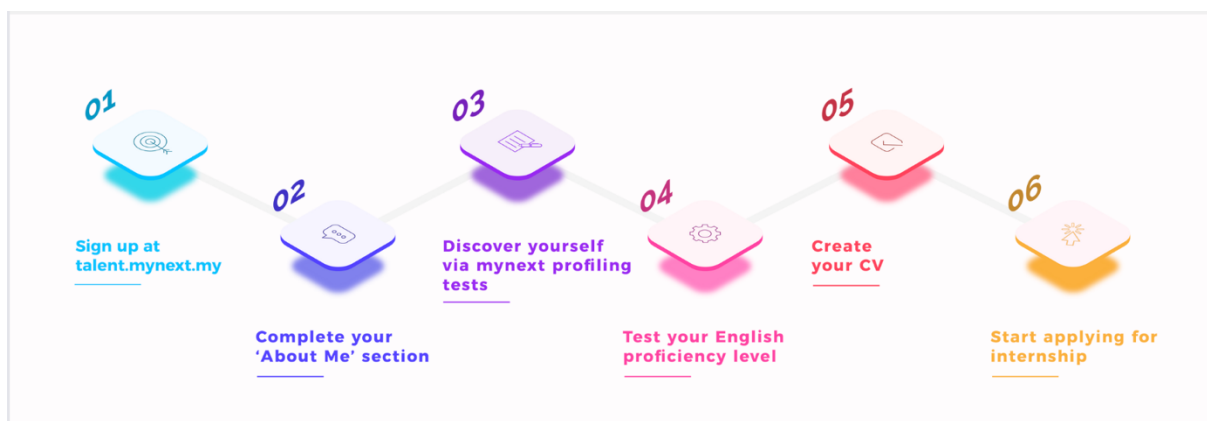 01
Sign up at
talent.mynext.my
02
Complete your
‘About Me’ section
03
Discover yourself
via mynext profiling
tests
04
Test your English
proficiency level
05
Create
your CV
06
Start applying for
internship